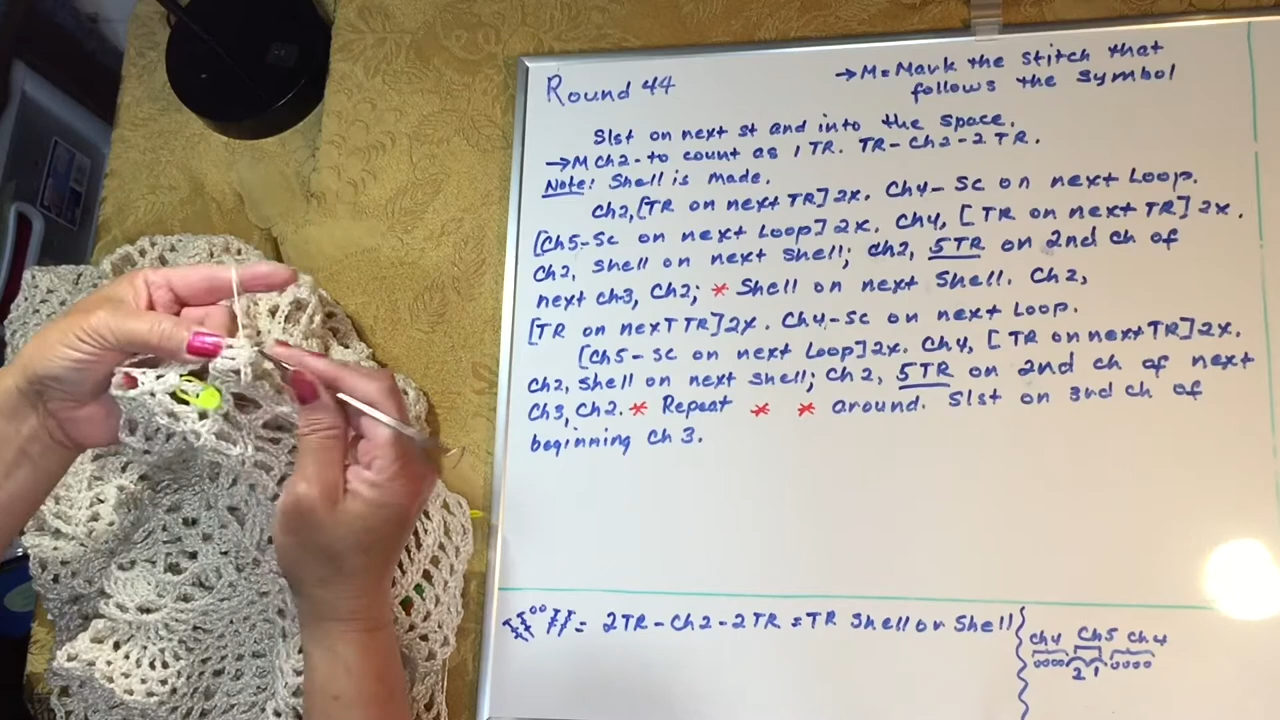 Round 44
→M=Mark the stitch that
follows the symbol
Slst on next st and into the space.
→M Ch2-to count as 1 TR. TR-Ch2-2 TR.
Note: Shell is made.
Ch2,[TR on next TR]2x. Ch4-Sc on next Loop.
[Ch5-Sc on next Loop]2x. Ch4, [TR on next TR]2x.
Ch2, Shell on next Shell; Ch2, 5TR on 2nd ch of
next ch3, Ch2; * Shell on next Shell. Ch2,
[TR on nexT TR]2x. Ch4-Sc on next Loop.
[Ch5-Sc on next Loop]2x. Ch4, [TR on next TR]2x.
Ch2, Shell on next Shell; Ch2, 5TR on 2nd ch of next
Ch3, Ch2. * Repeat * * around. Slst on 3rd ch of
beginning Ch 3.
= 2TR-Ch2-2TR = TR Shell or Shell
Ch4 Ch5 Ch4
2 1